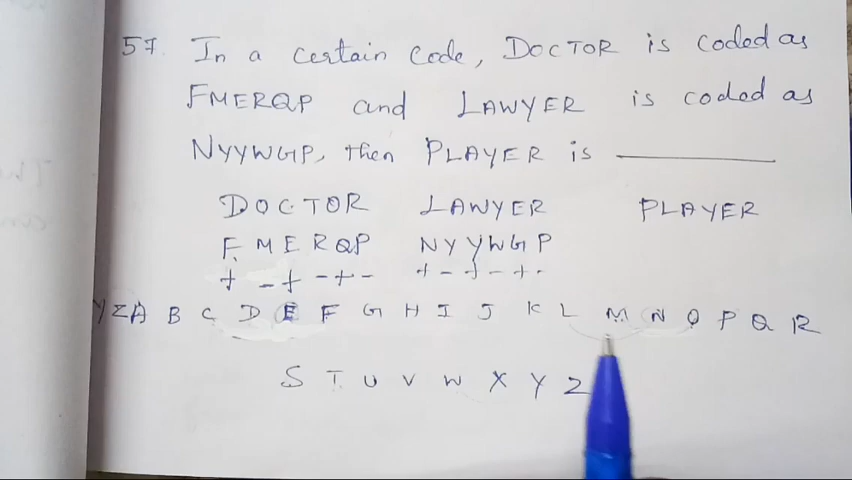 57. In a certain code, DOCTOR is coded as
FMERQP and LAWYER is coded as
NYYWGP, then PLAYER is ________
DOCTOR LAWYER PLAYER
FMERQP NYYWGP
+ - + - + - + - + - + -
Y Z A B C D E F G H I J K L M N O P Q R
S T U V W X Y Z